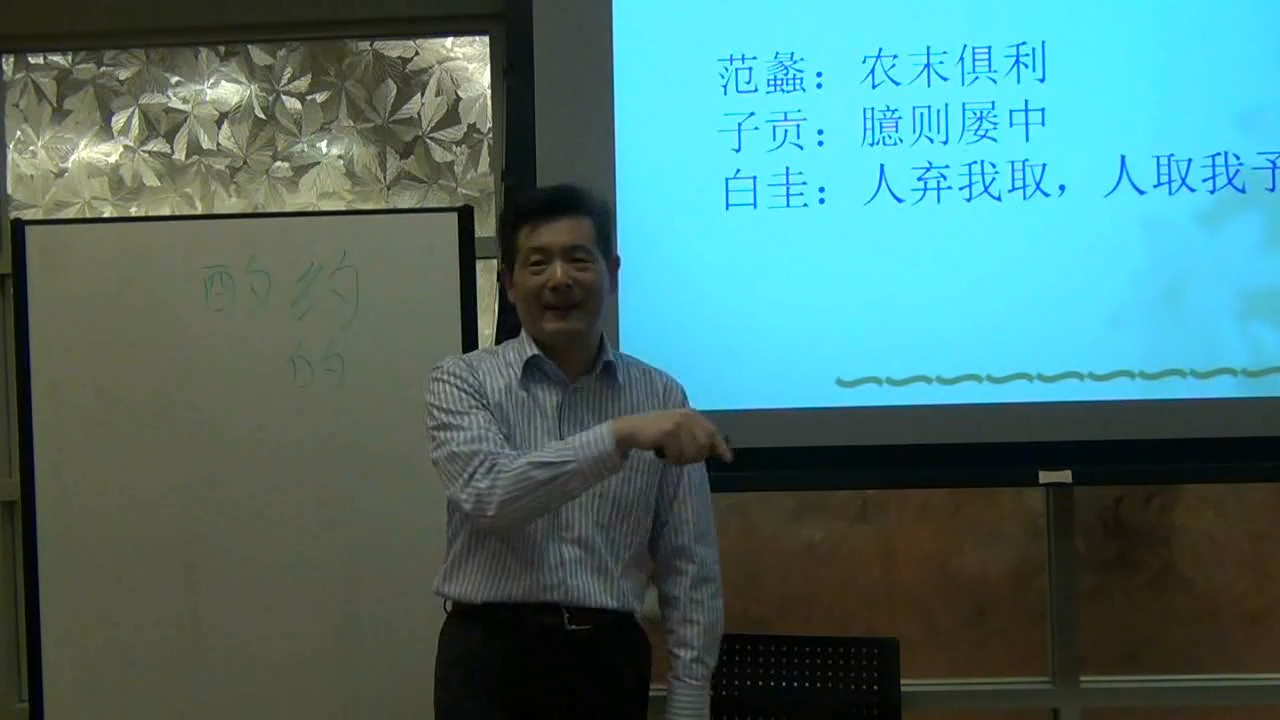 范蠡：农末俱利
子贡：臆则屡中
白圭：人弃我取，人取我予
酌约
的